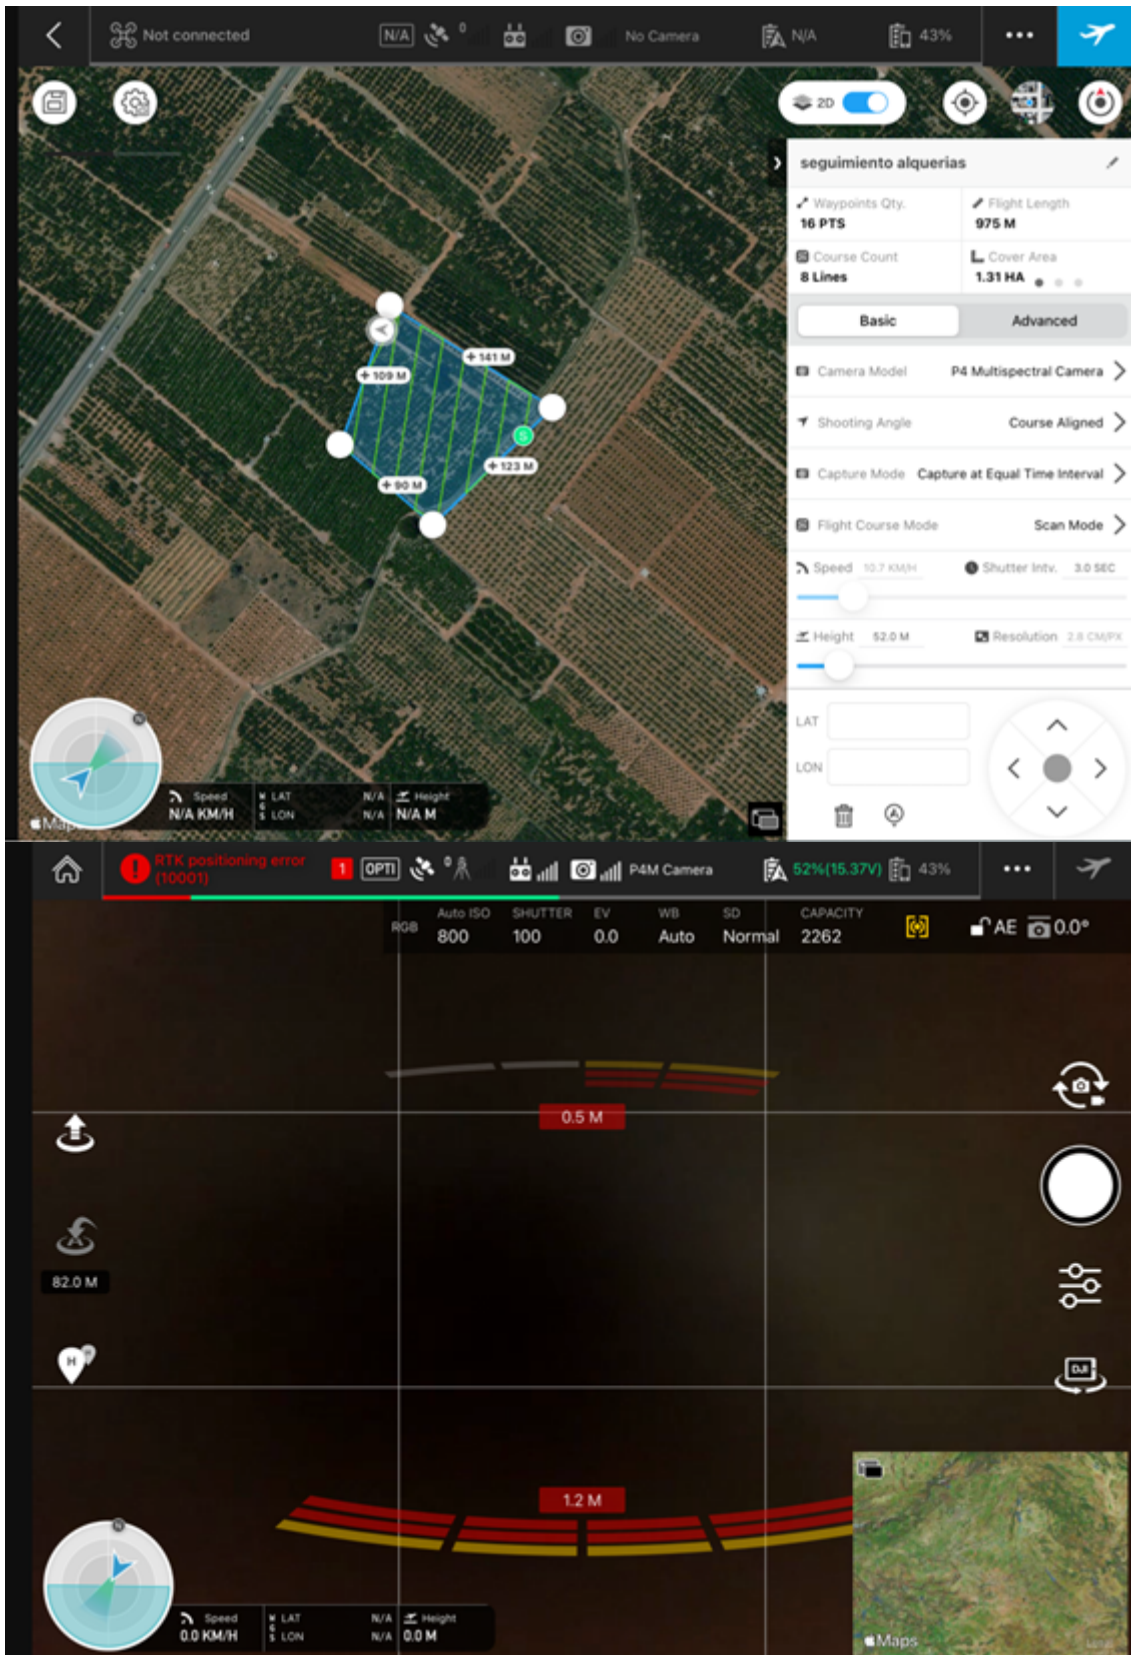 Not connected N/A 0 No Camera N/A 43%
2D
seguimiento alquerias
Waypoints Qty. Flight Length
16 PTS 975 M
Course Count Cover Area
8 Lines 1.31 HA
Basic Advanced
Camera Model P4 Multispectral Camera
Shooting Angle Course Aligned
Capture Mode Capture at Equal Time Interval
Flight Course Mode Scan Mode
Speed 10.7 KM/H Shutter Intv. 3.0 SEC
Height 52.0 M Resolution 2.8 CM/PX
LAT
LON
+ 141 M
+ 109 M
S
+ 123 M
+ 90 M
N
Speed W LAT N/A Height
N/A KM/H G S LON N/A N/A M
Maps
RTK positioning error
(10001)
1 OPTI 0 P4M Camera 52%(15.37V) 43%
RGB Auto ISO SHUTTER EV WB SD CAPACITY
800 100 0.0 Auto Normal 2262 AE 0.0°
0.5 M
82.0 M
H H
DJI
1.2 M
N
Speed W LAT N/A Height
0.0 KM/H G S LON N/A 0.0 M
Maps